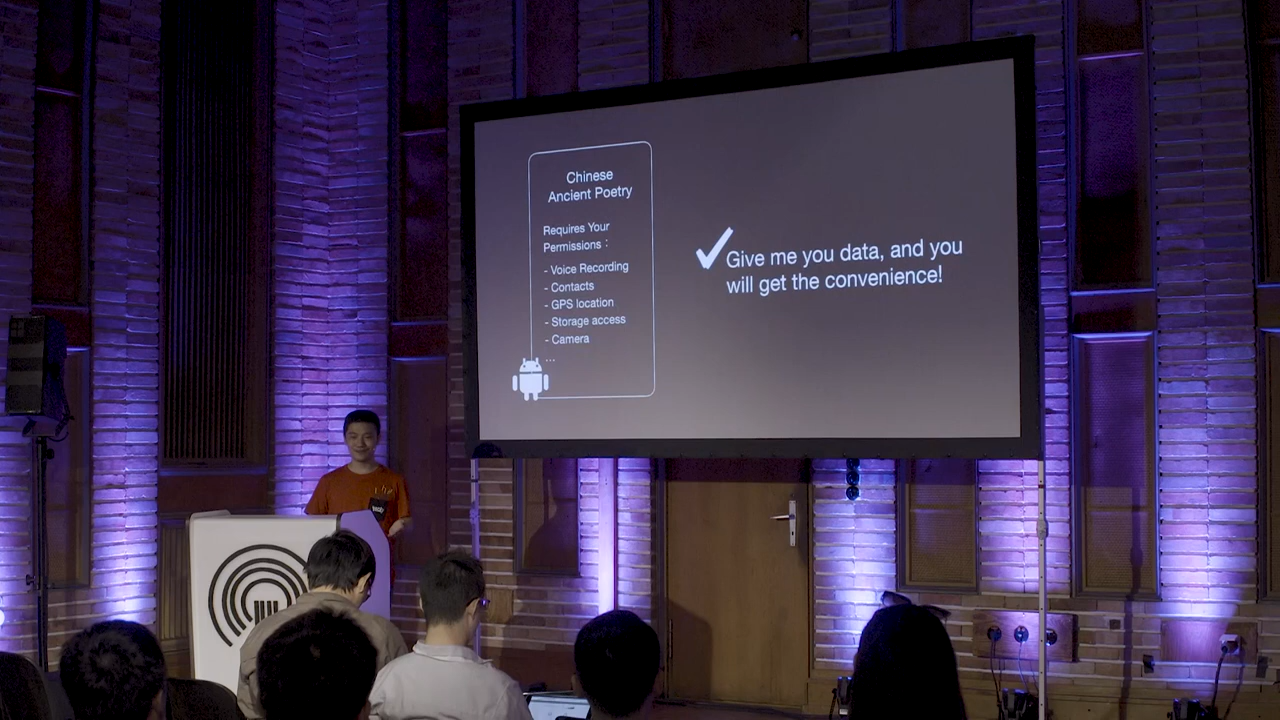 Chinese
Ancient Poetry
Requires Your
Permissions :
- Voice Recording
- Contacts
- GPS location
- Storage access
- Camera
...
Give me you data, and you
will get the convenience!